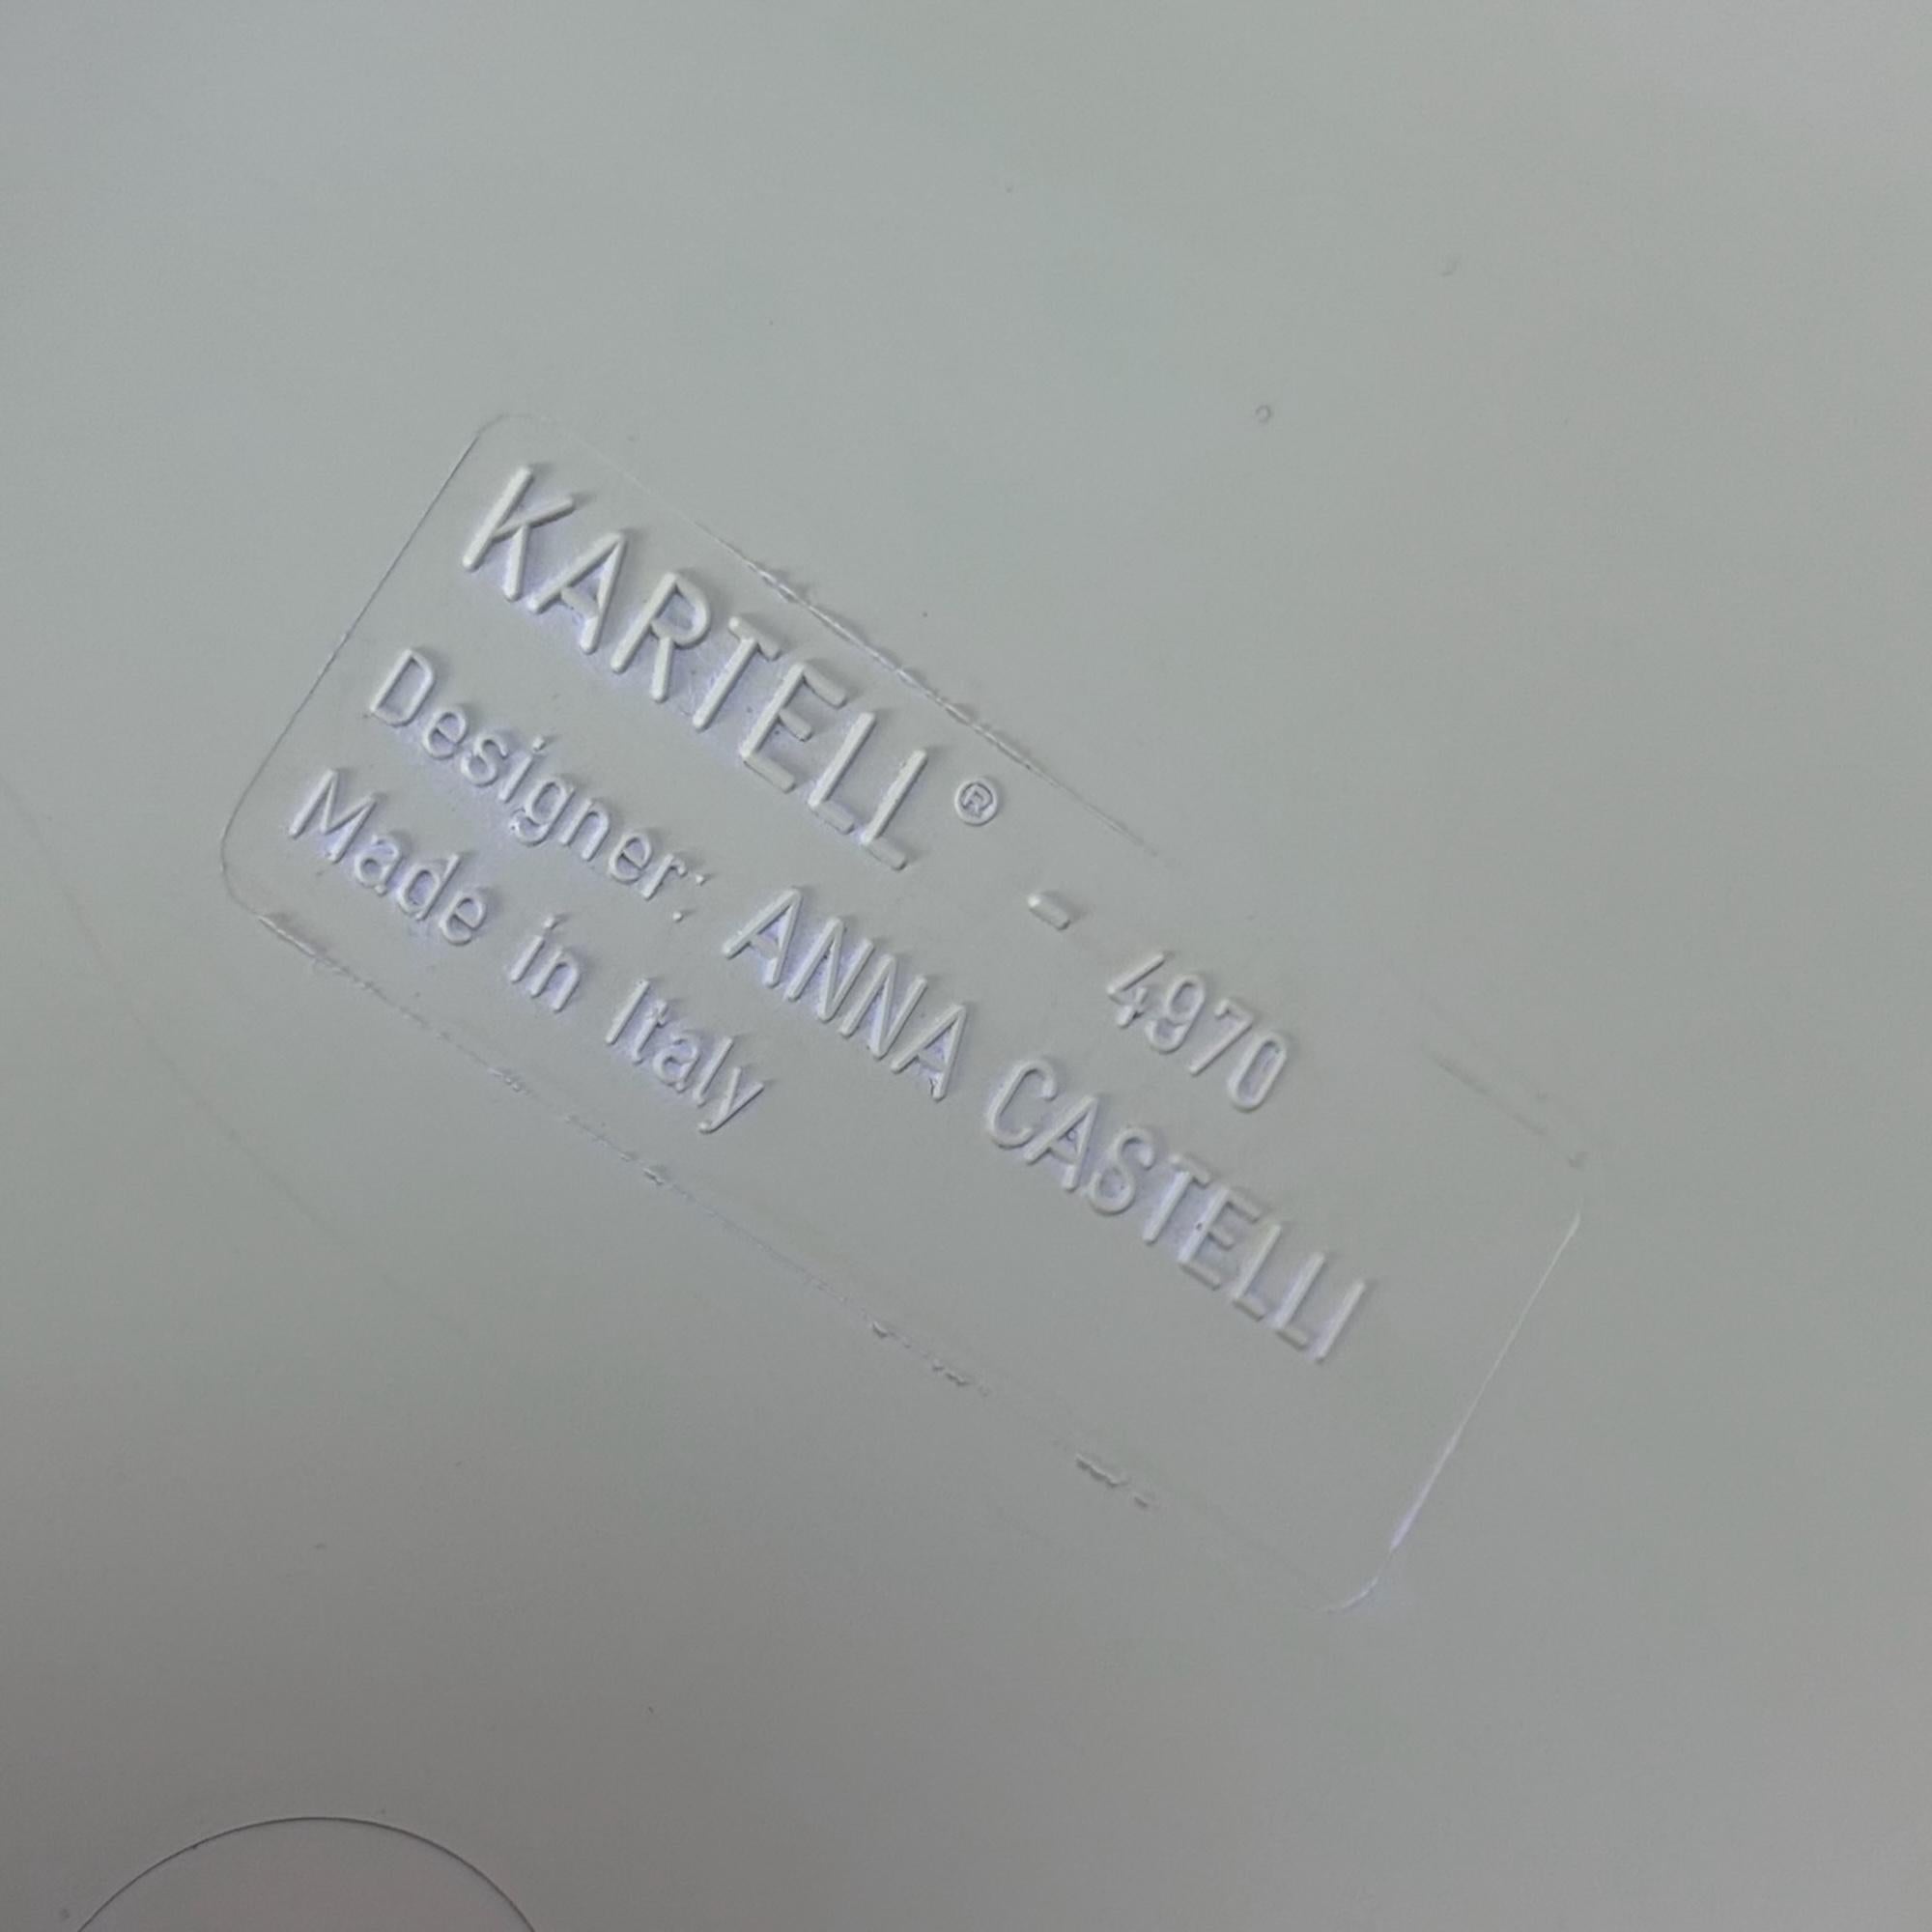 KARTELL® - 4970
Designer: ANNA CASTELLI
Made in Italy